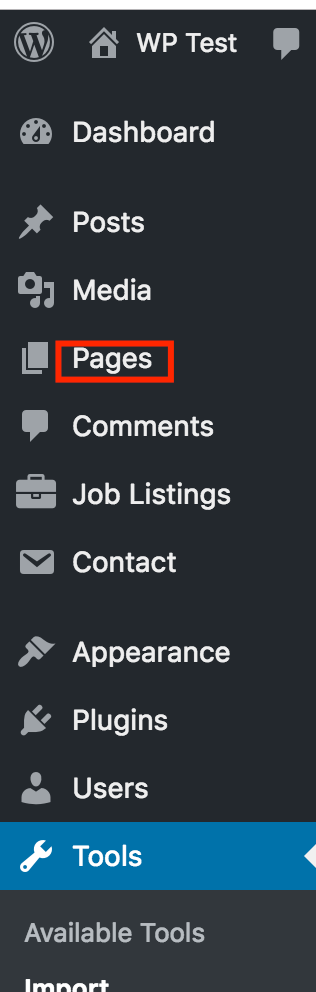 WP Test
Dashboard
Posts
Media
Pages
Comments
Job Listings
Contact
Appearance
Plugins
Users
Tools
Available Tools
Import